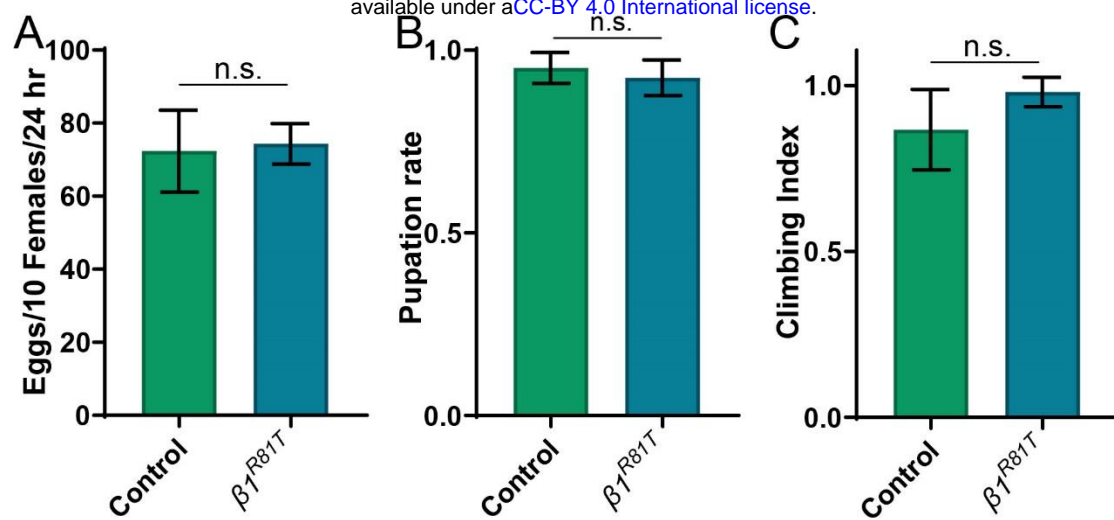 available under aCC-BY 4.0 International license.
A
Eggs/10 Females/24 hr
100
80
60
40
20
0
n.s.
Control
β1R81T
B
Pupation rate
1.0
0.5
0.0
n.s.
Control
β1R81T
C
Climbing Index
1.0
0.5
0.0
n.s.
Control
β1R81T